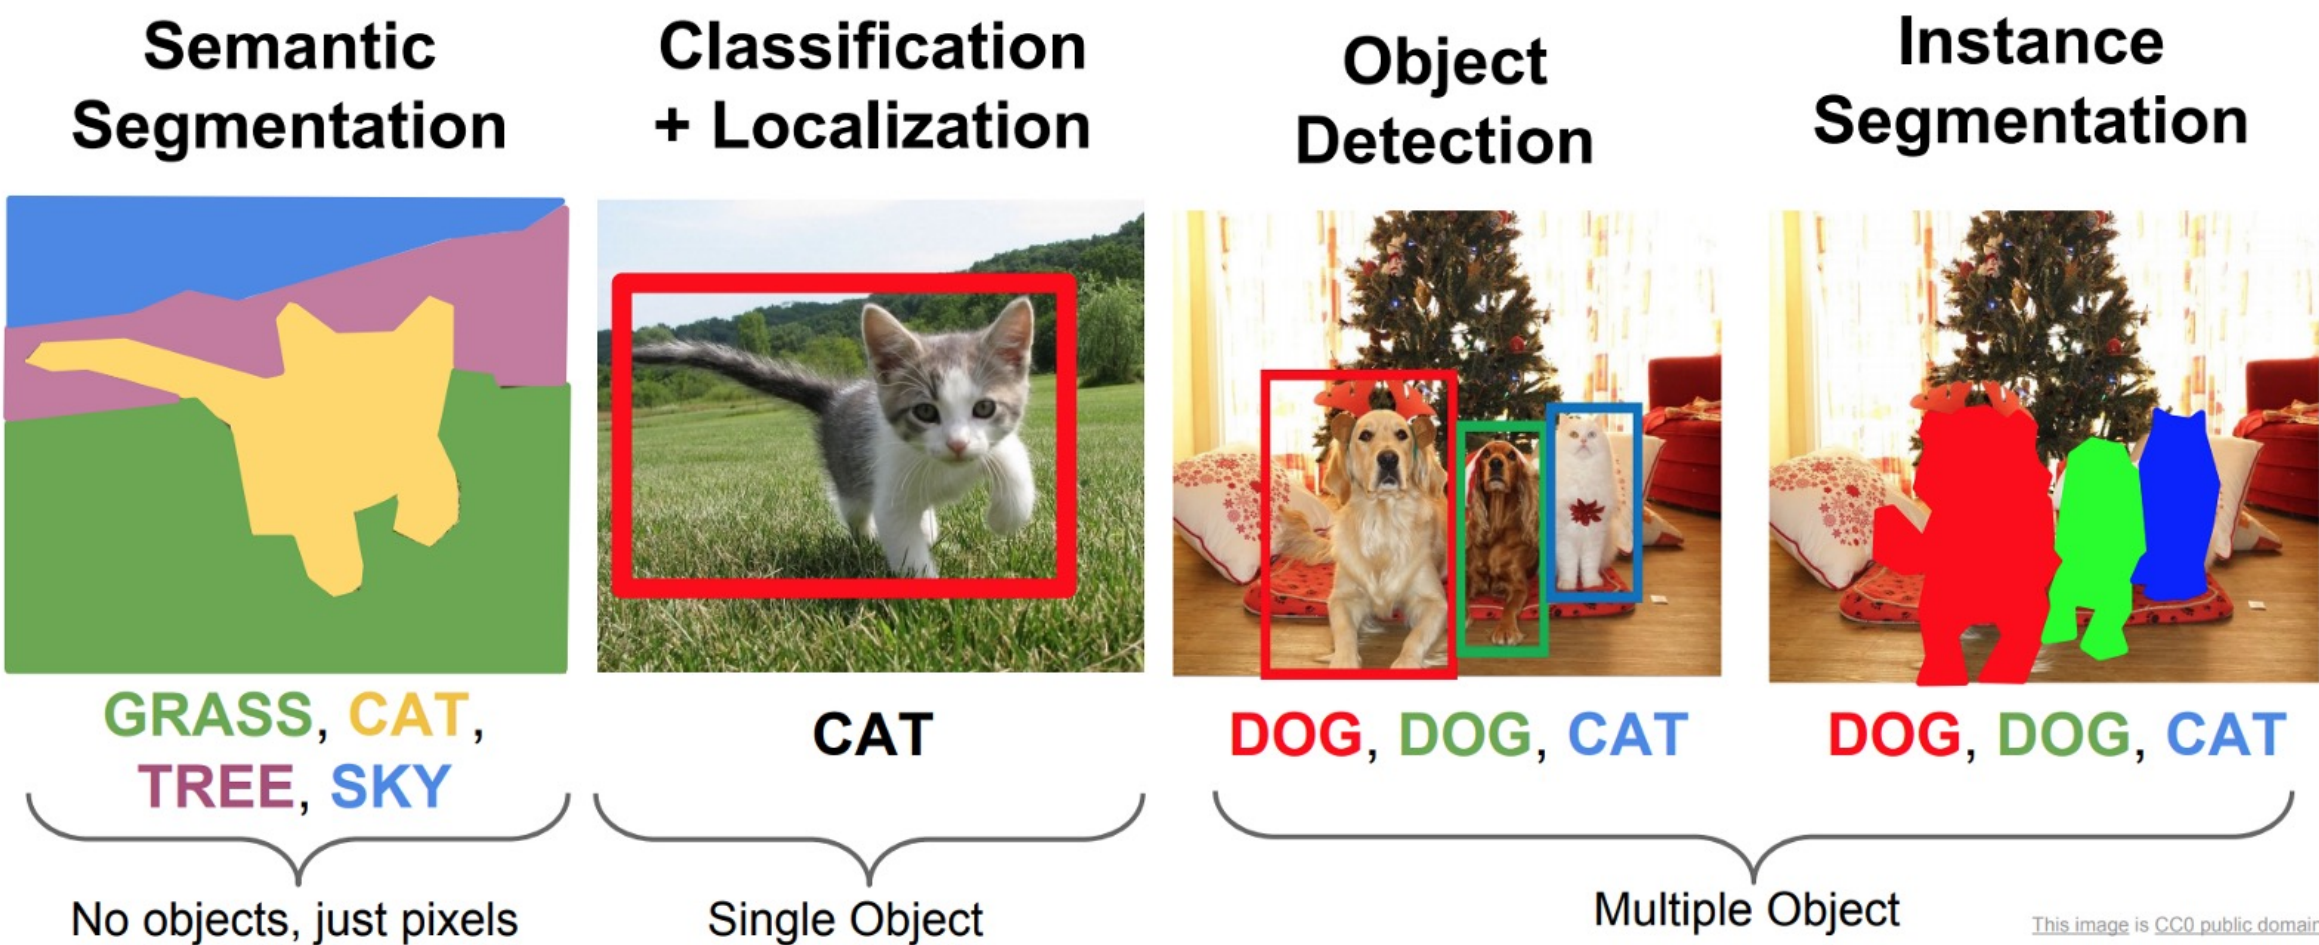 Semantic
Segmentation
Classification
+ Localization
Object
Detection
Instance
Segmentation
GRASS, CAT,
TREE, SKY
CAT
DOG, DOG, CAT
DOG, DOG, CAT
No objects, just pixels
Single Object
Multiple Object
This image is CC0 public domain